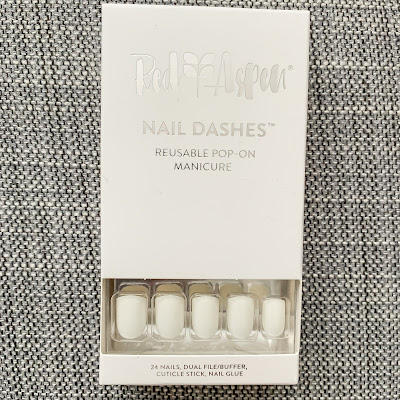 Red Aspen®
NAIL DASHES™
REUSABLE POP-ON
MANICURE
24 NAILS, DUAL FILE/BUFFER,
CUTICLE STICK, NAIL GLUE